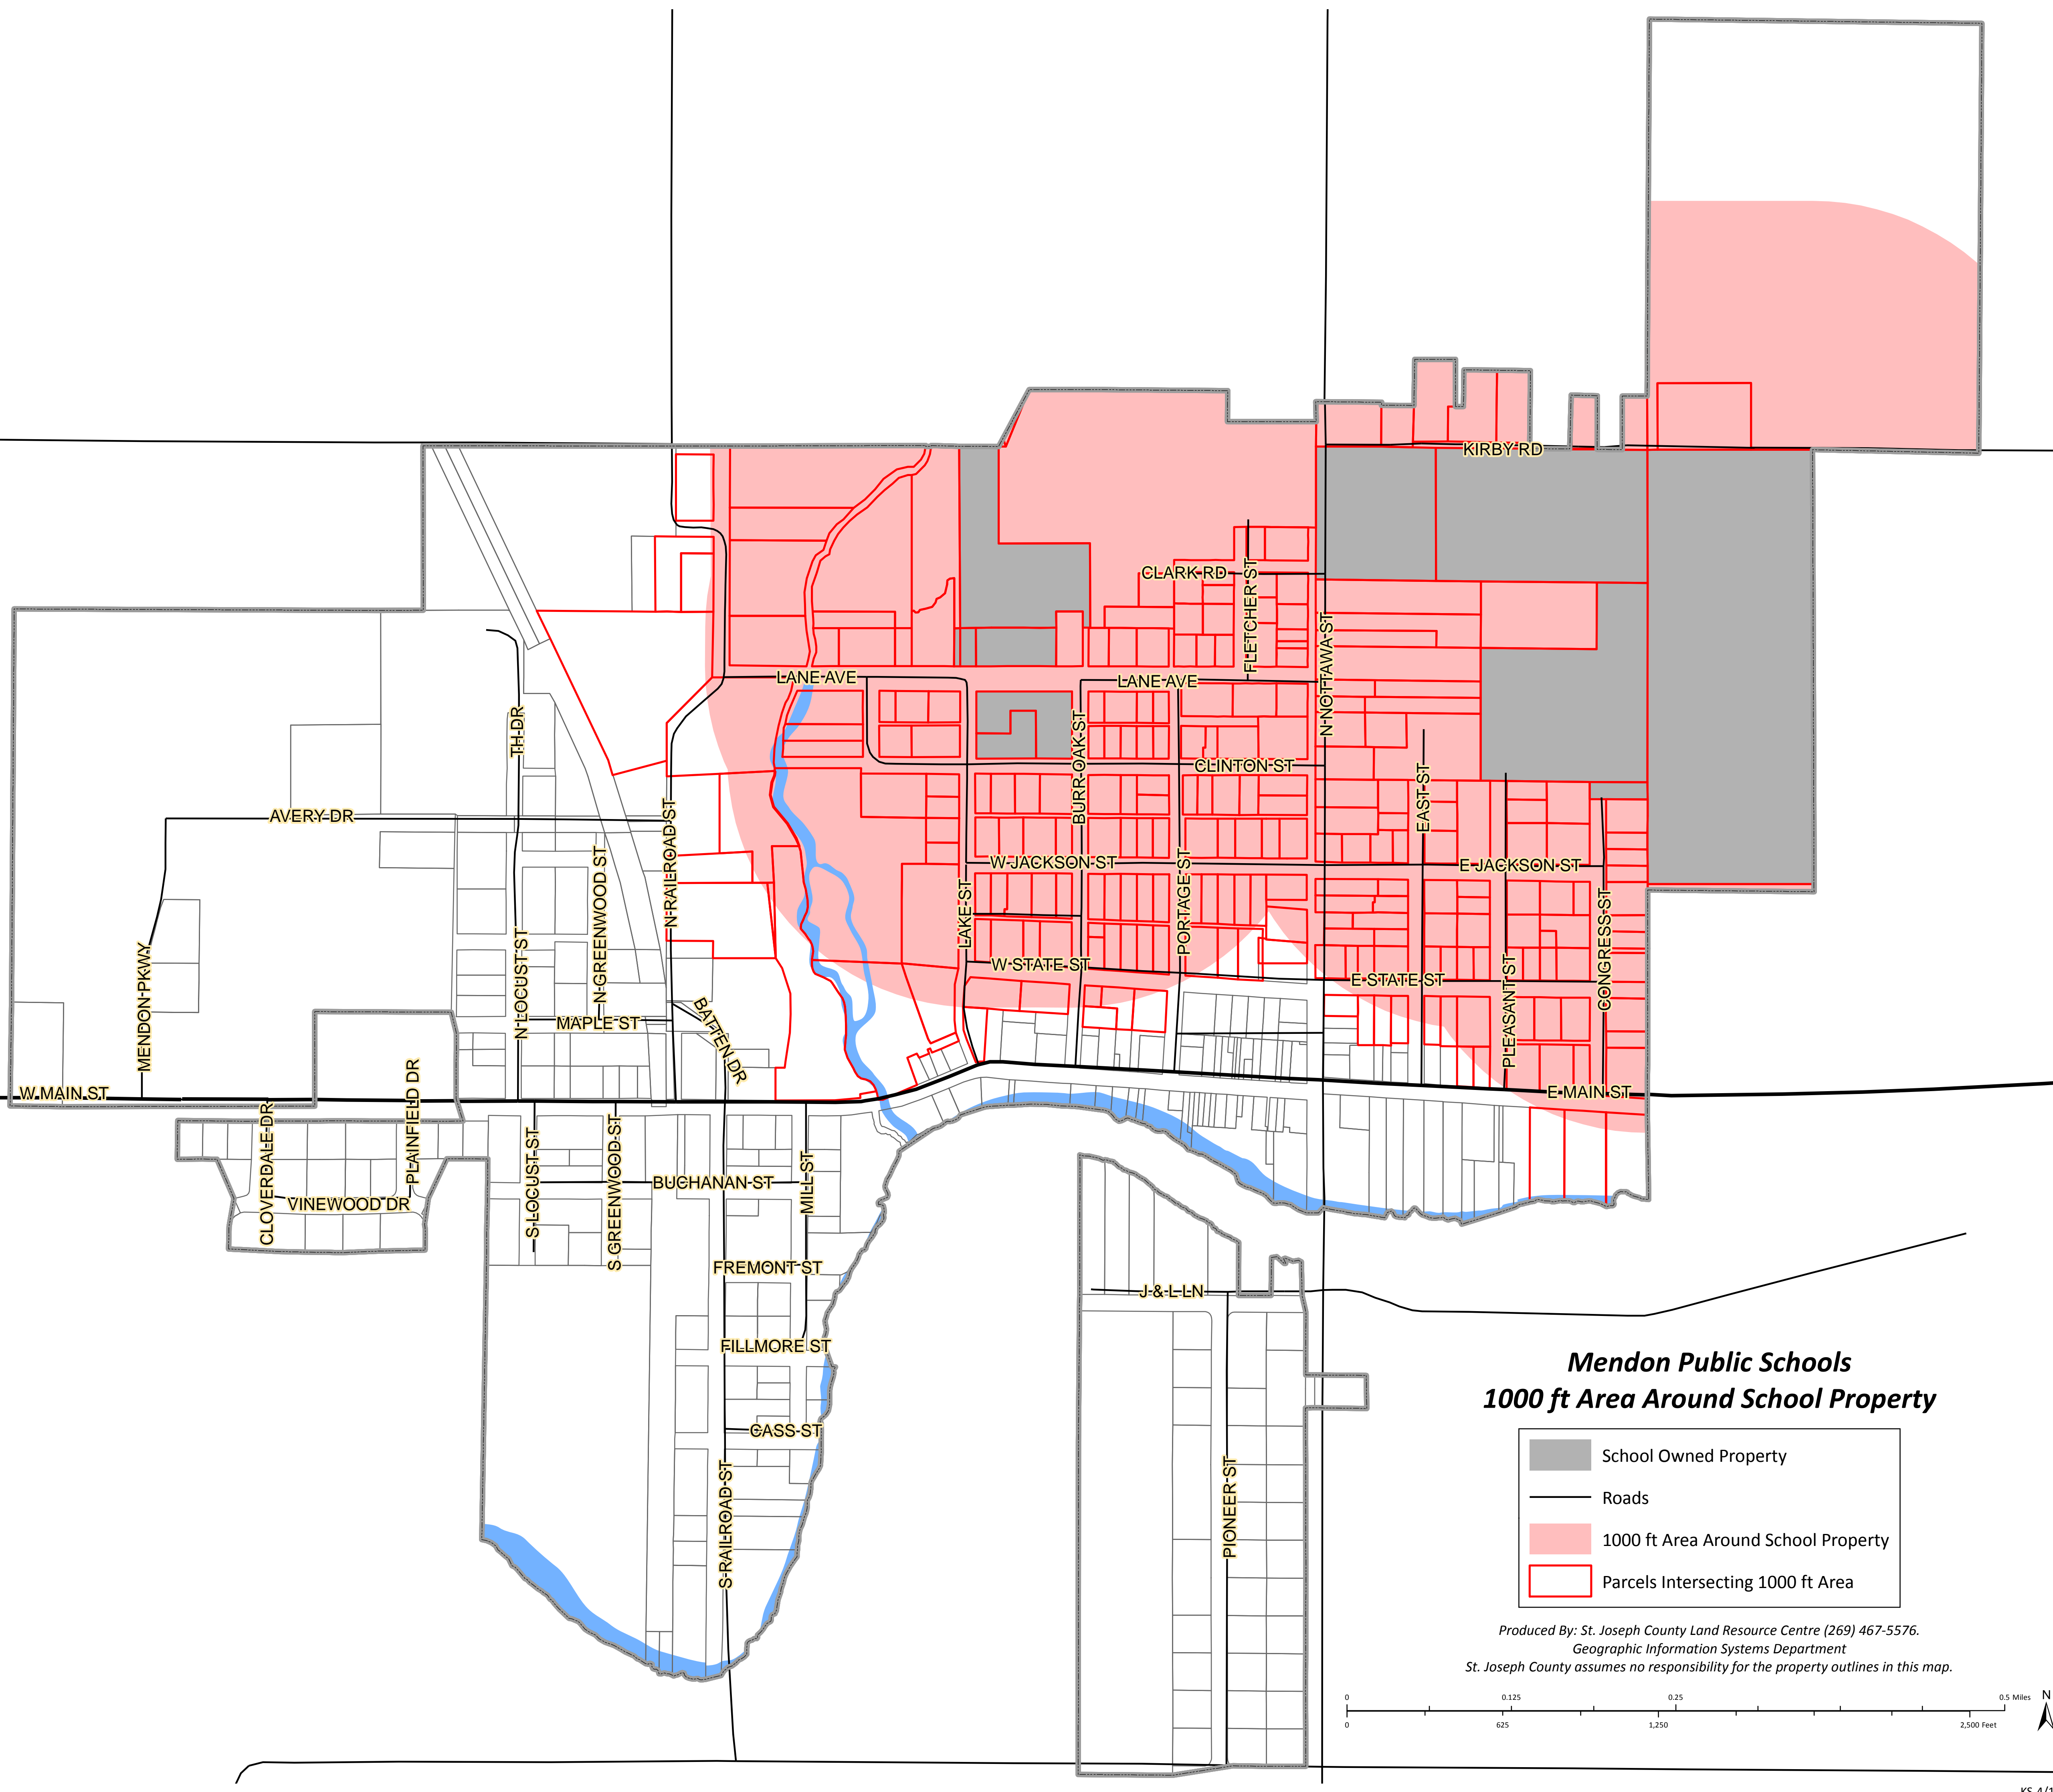 KIRBY RD
CLARK RD
FLETCHER ST
N NOTTAWA ST
LANE AVE
LANE AVE
TH DR
BURR OAK ST
CLINTON ST
EAST ST
AVERY DR
N RAILROAD ST
W JACKSON ST
PORTAGE ST
E JACKSON ST
N GREENWOOD ST
LAKE ST
CONGRESS ST
MENDON PKWY
N LOCUST ST
W STATE ST
E STATE ST
PLEASANT ST
MAPLE ST
BATTEN DR
W MAIN ST
PLAINFIELD DR
E MAIN ST
CLOVERDALE DR
S LOCUST ST
S GREENWOOD ST
BUCHANAN ST
MILL ST
VINEWOOD DR
FREMONT ST
J & L LN
FILLMORE ST
CASS ST
S RAILROAD ST
PIONEER ST
Mendon Public Schools
1000 ft Area Around School Property
School Owned Property
Roads
1000 ft Area Around School Property
Parcels Intersecting 1000 ft Area
Produced By: St. Joseph County Land Resource Centre (269) 467-5576.
Geographic Information Systems Department
St. Joseph County assumes no responsibility for the property outlines in this map.
0 0.125 0.25 0.5 Miles
0 625 1,250 2,500 Feet
N